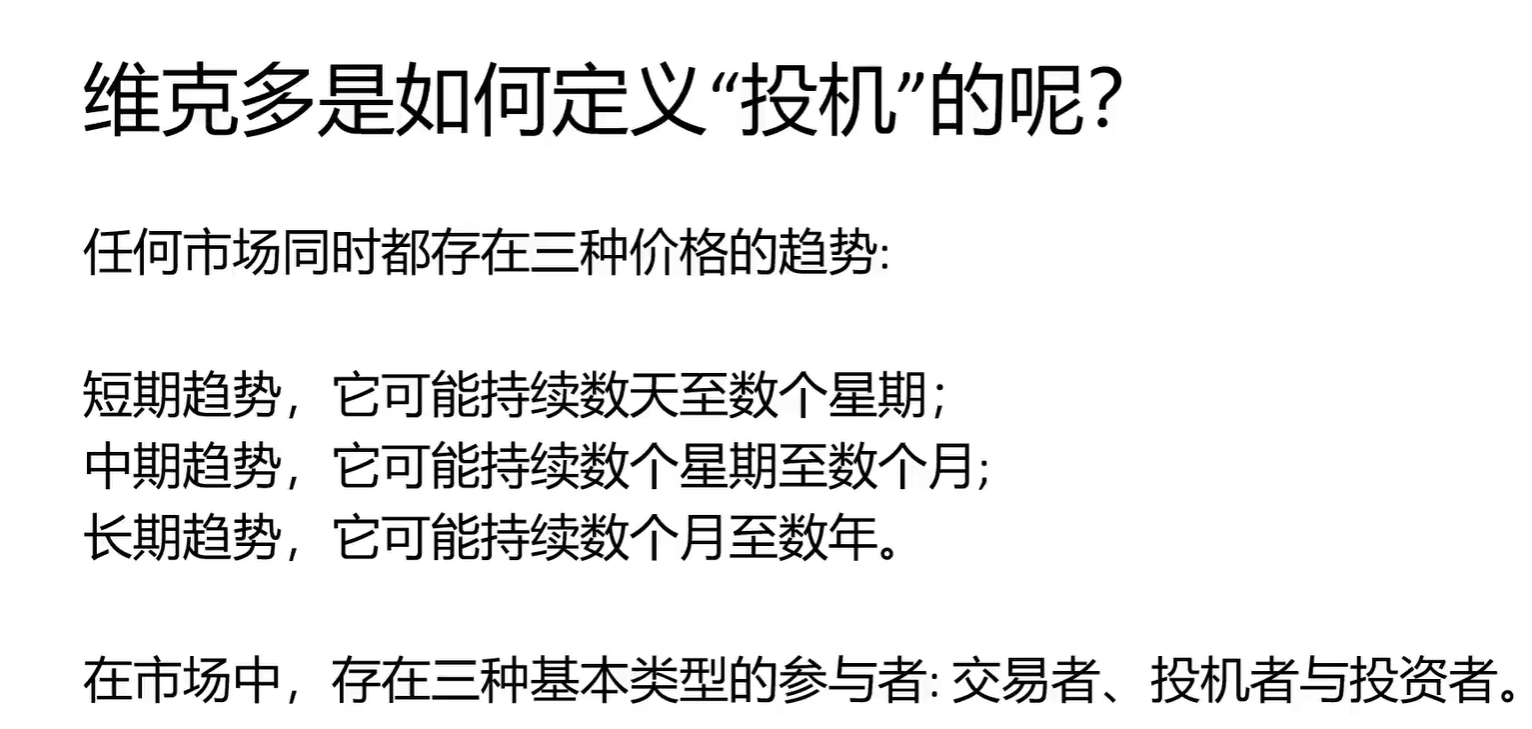 维克多是如何定义“投机”的呢？
任何市场同时都存在三种价格的趋势:
短期趋势，它可能持续数天至数个星期；
中期趋势，它可能持续数个星期至数个月;
长期趋势，它可能持续数个月至数年。
在市场中，存在三种基本类型的参与者: 交易者、投机者与投资者。